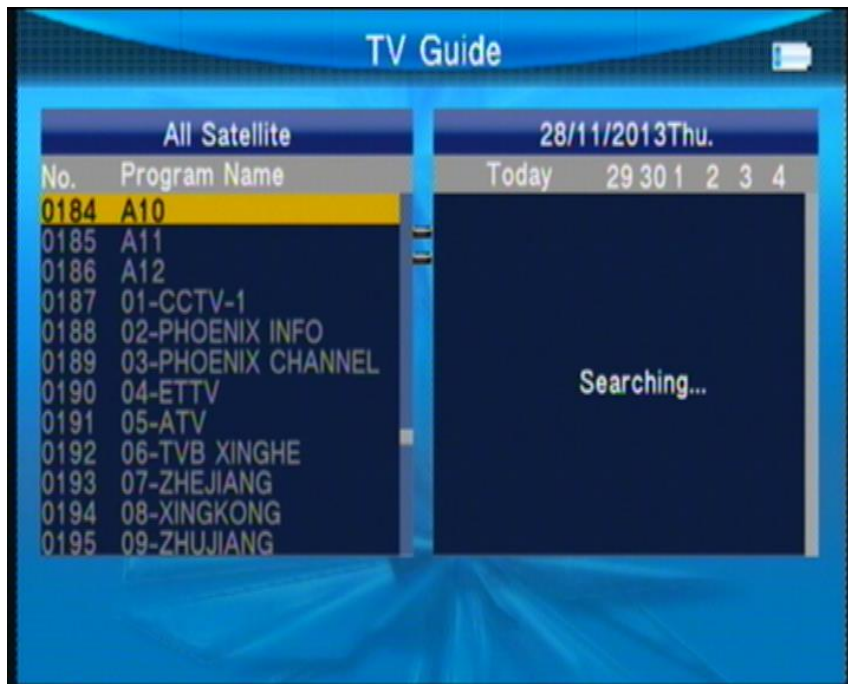 TV Guide
All Satellite
No. Program Name
0184 A10
0185 A11
0186 A12
0187 01-CCTV-1
0188 02-PHOENIX INFO
0189 03-PHOENIX CHANNEL
0190 04-ETTV
0191 05-ATV
0192 06-TVB XINGHE
0193 07-ZHEJIANG
0194 08-XINGKONG
0195 09-ZHUJIANG
28/11/2013Thu.
Today 29 30 1 2 3 4
Searching...